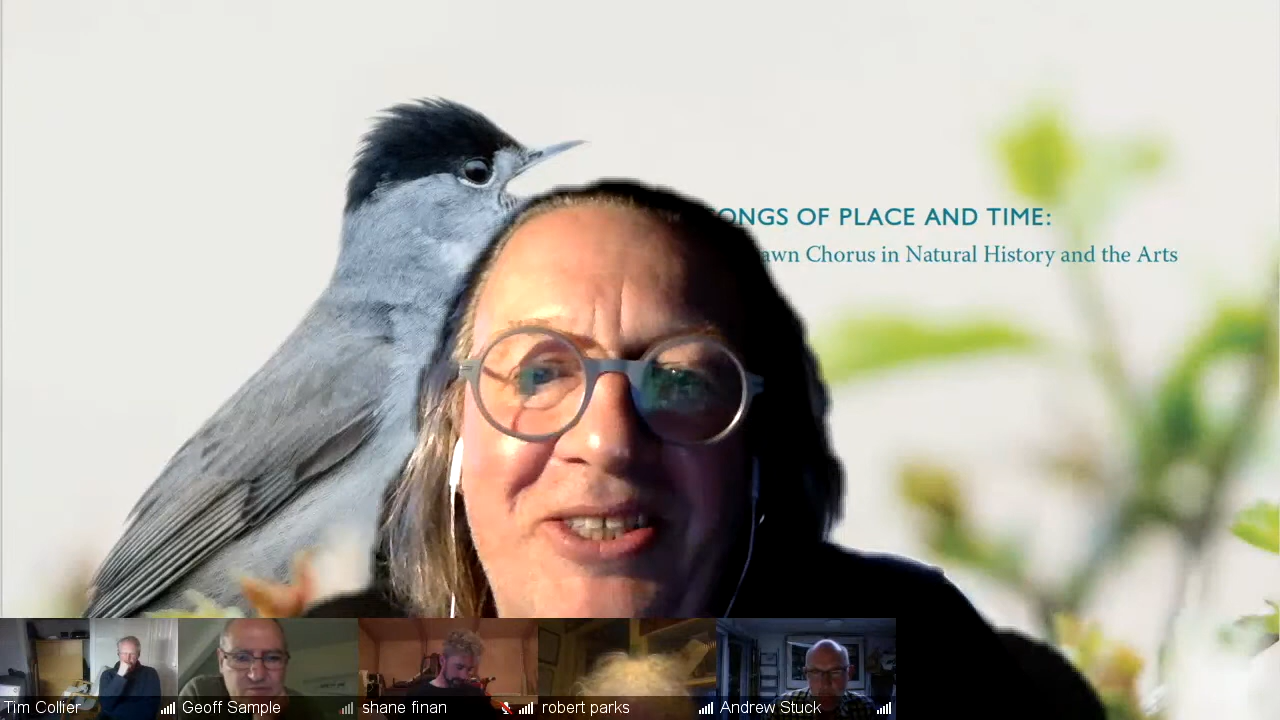 ONGS OF PLACE AND TIME:
awn Chorus in Natural History and the Arts
Tim Collier
Geoff Sample
shane finan
robert parks
Andrew Stuck